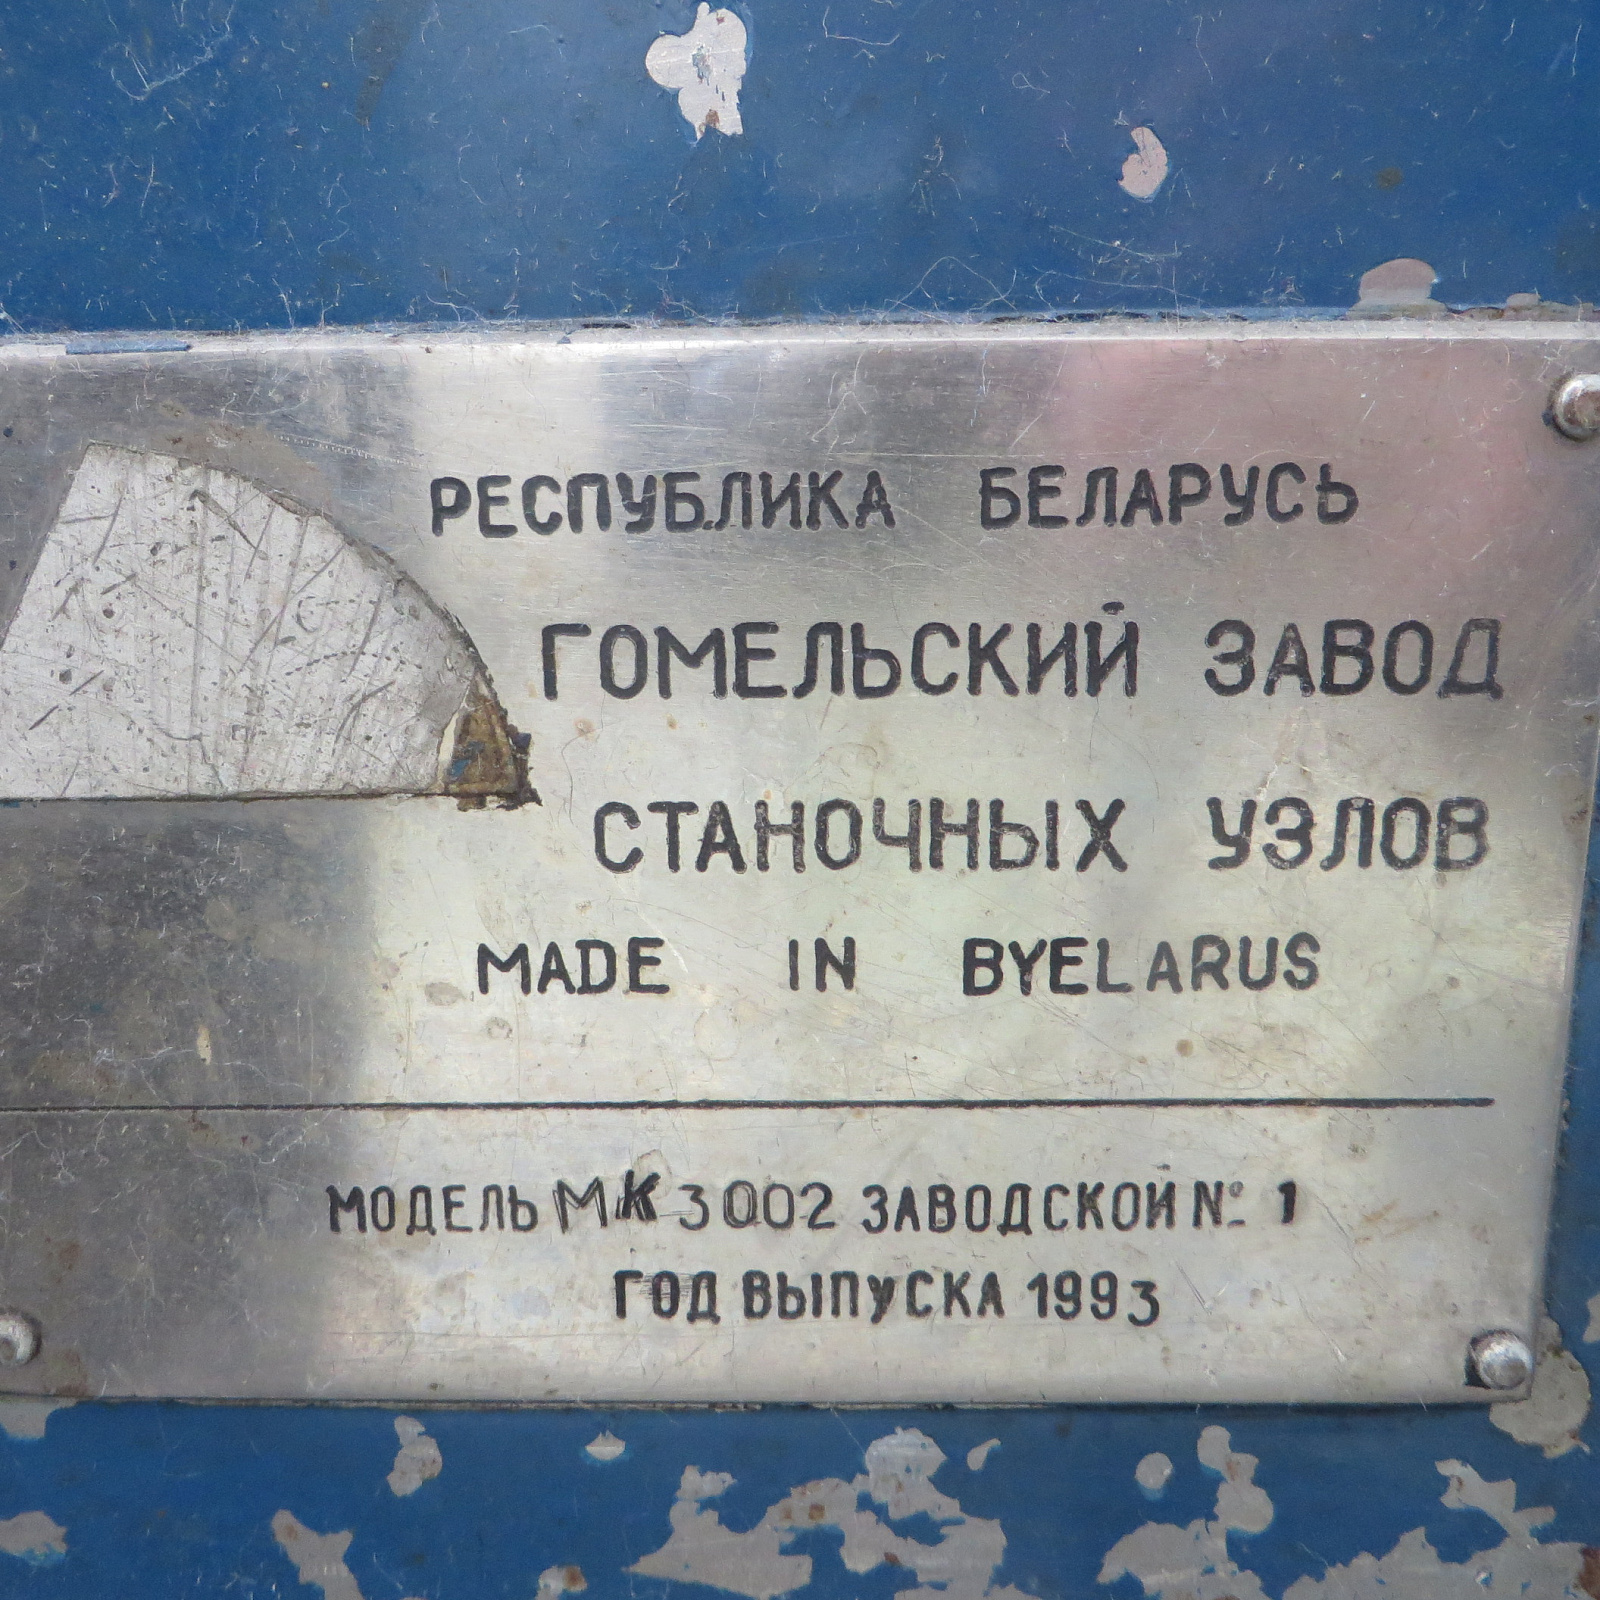 РЕСПУБЛИКА БЕЛАРУСЬ
ГОМЕЛЬСКИЙ ЗАВОД
СТАНОЧНЫХ УЗЛОВ
MADE IN BYELARUS
МОДЕЛЬ МК 3002 ЗАВОДСКОЙ № 1
ГОД ВЫПУСКА 1993